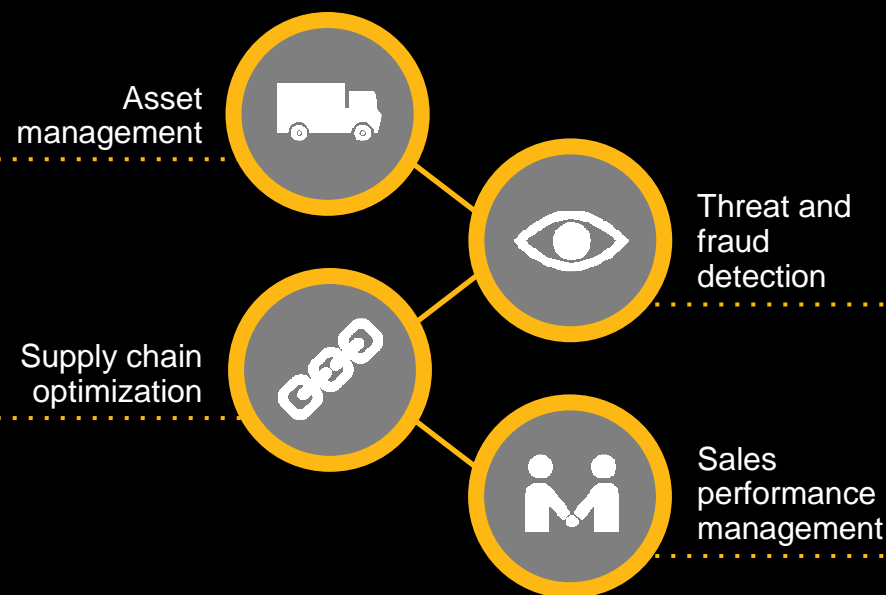 Asset
management
Threat and
fraud
detection
Supply chain
optimization
Sales
performance
management